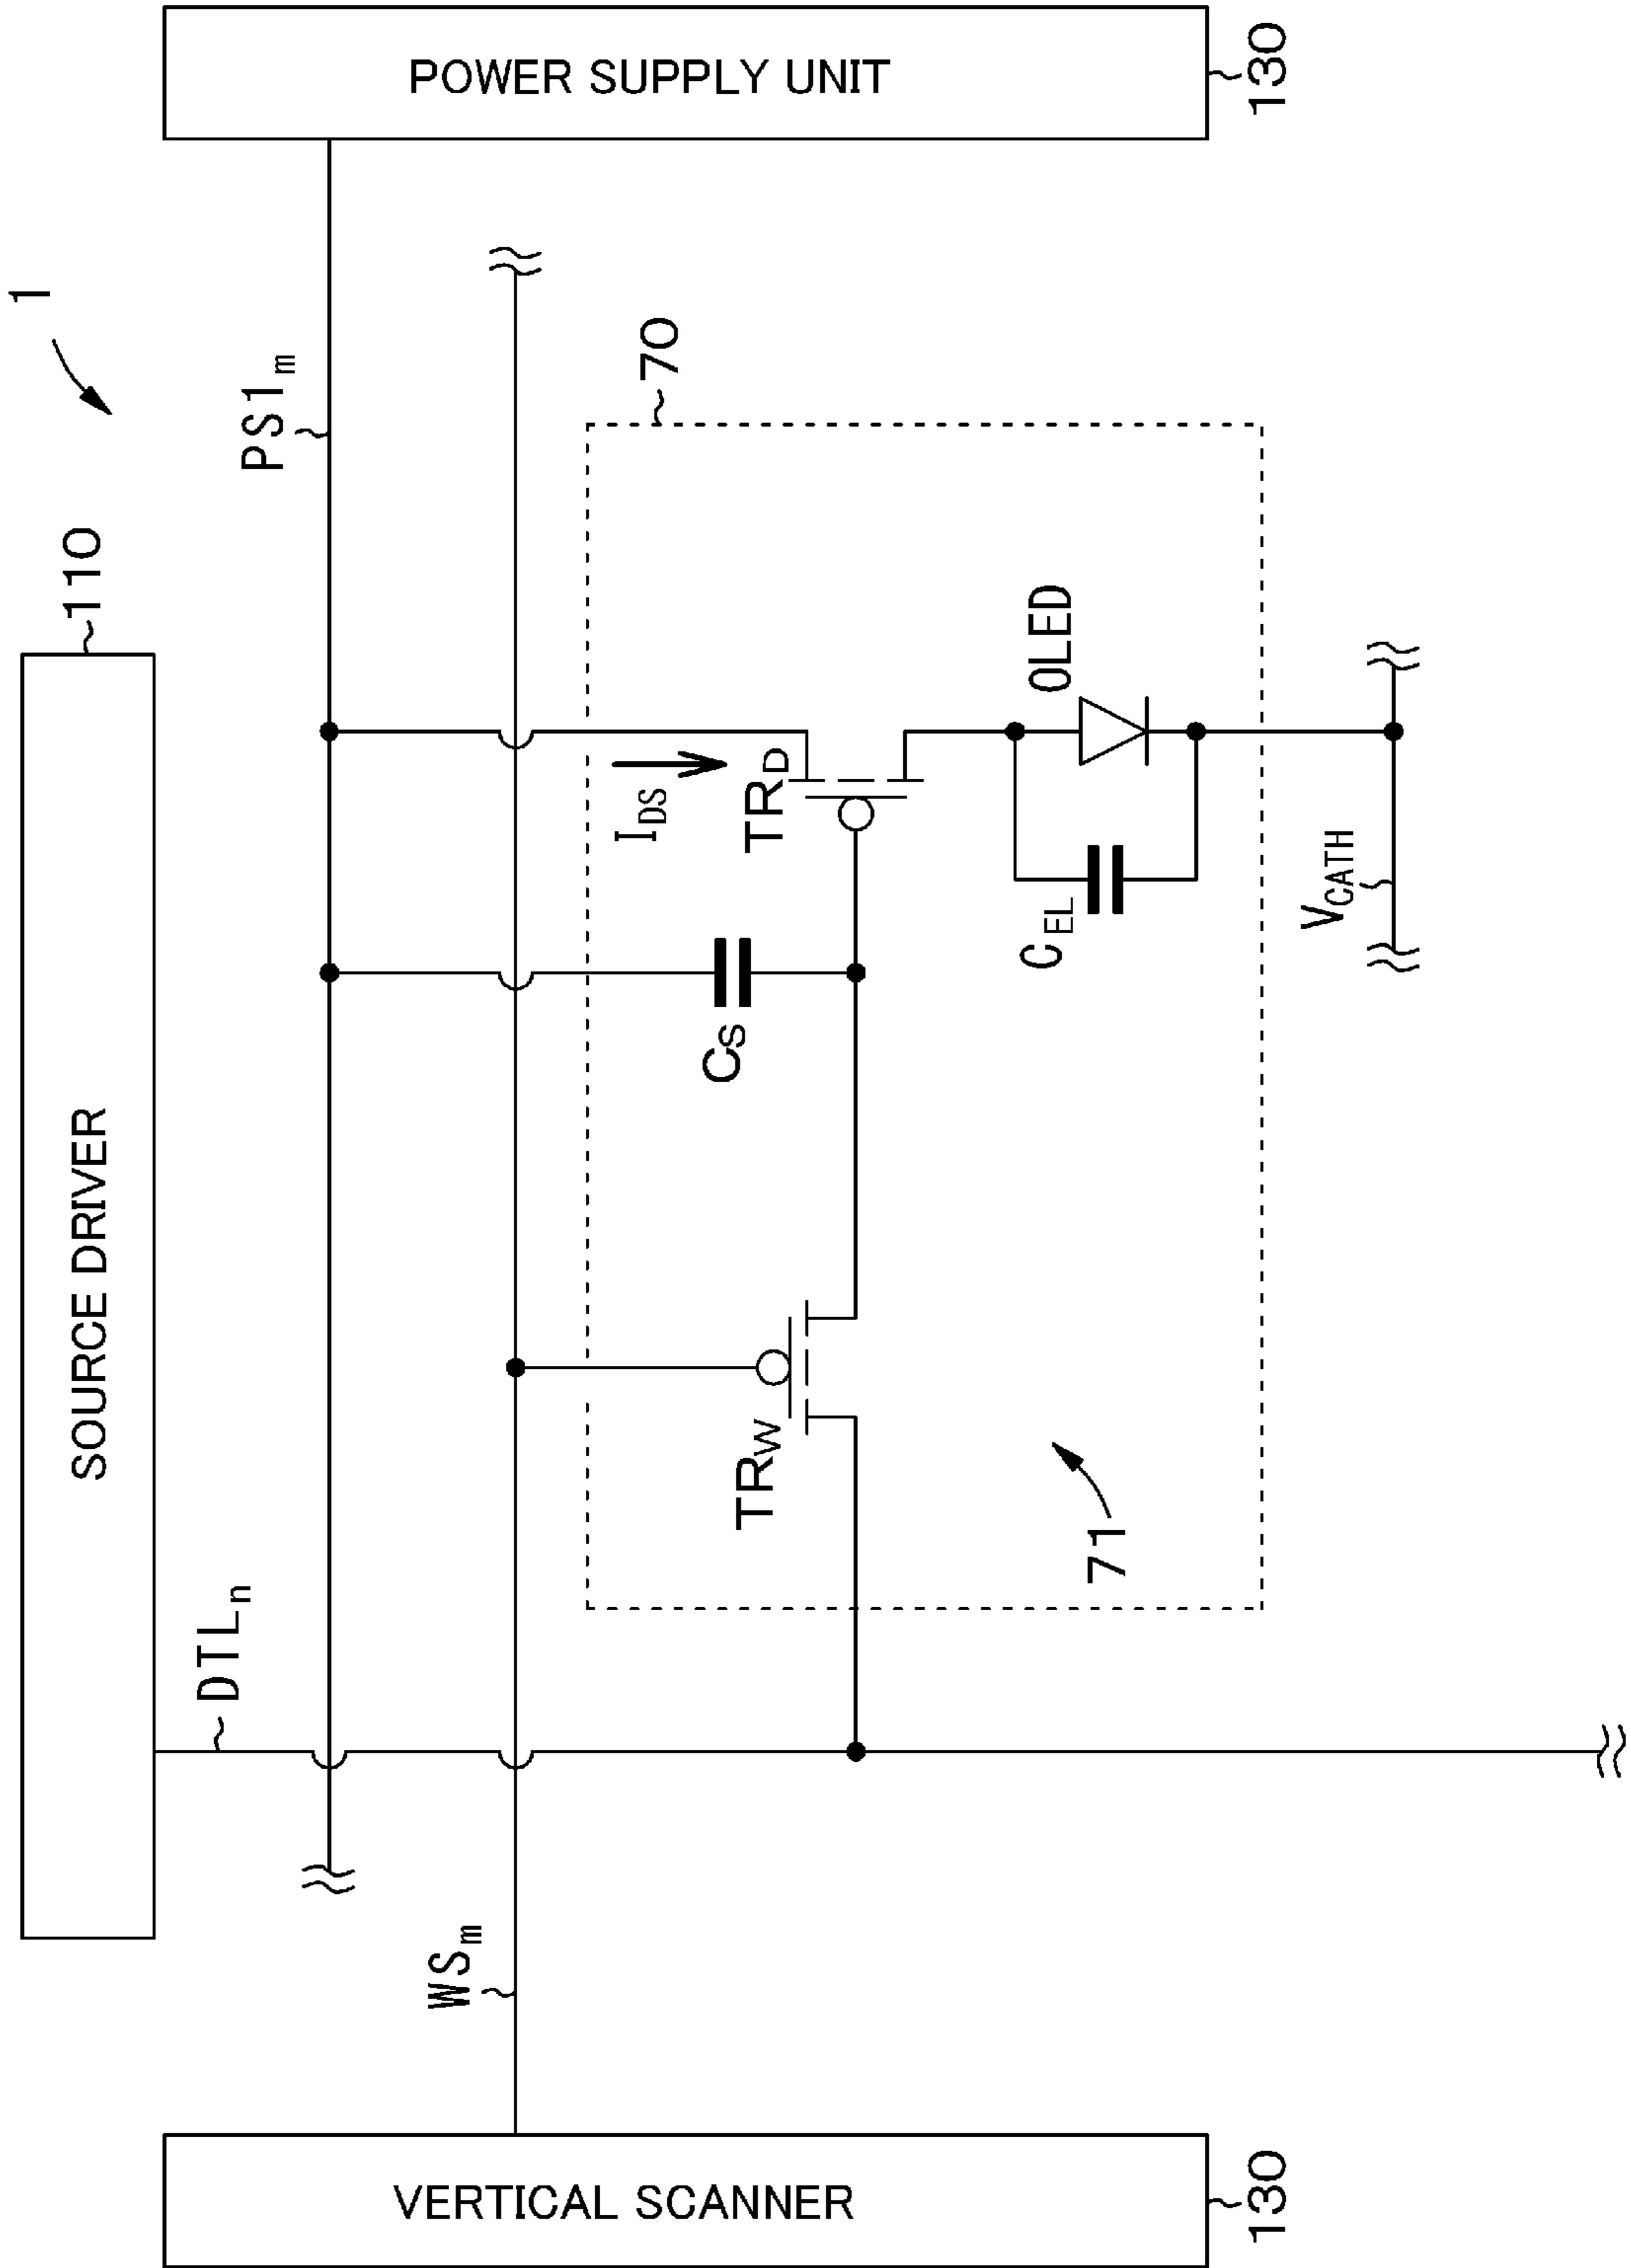 1
SOURCE DRIVER
110
DTLn
PS1m
WSm
VERTICAL SCANNER
130
POWER SUPPLY UNIT
130
70
IDS
CS
TRD
TRW
OLED
CEL
71
VCATH